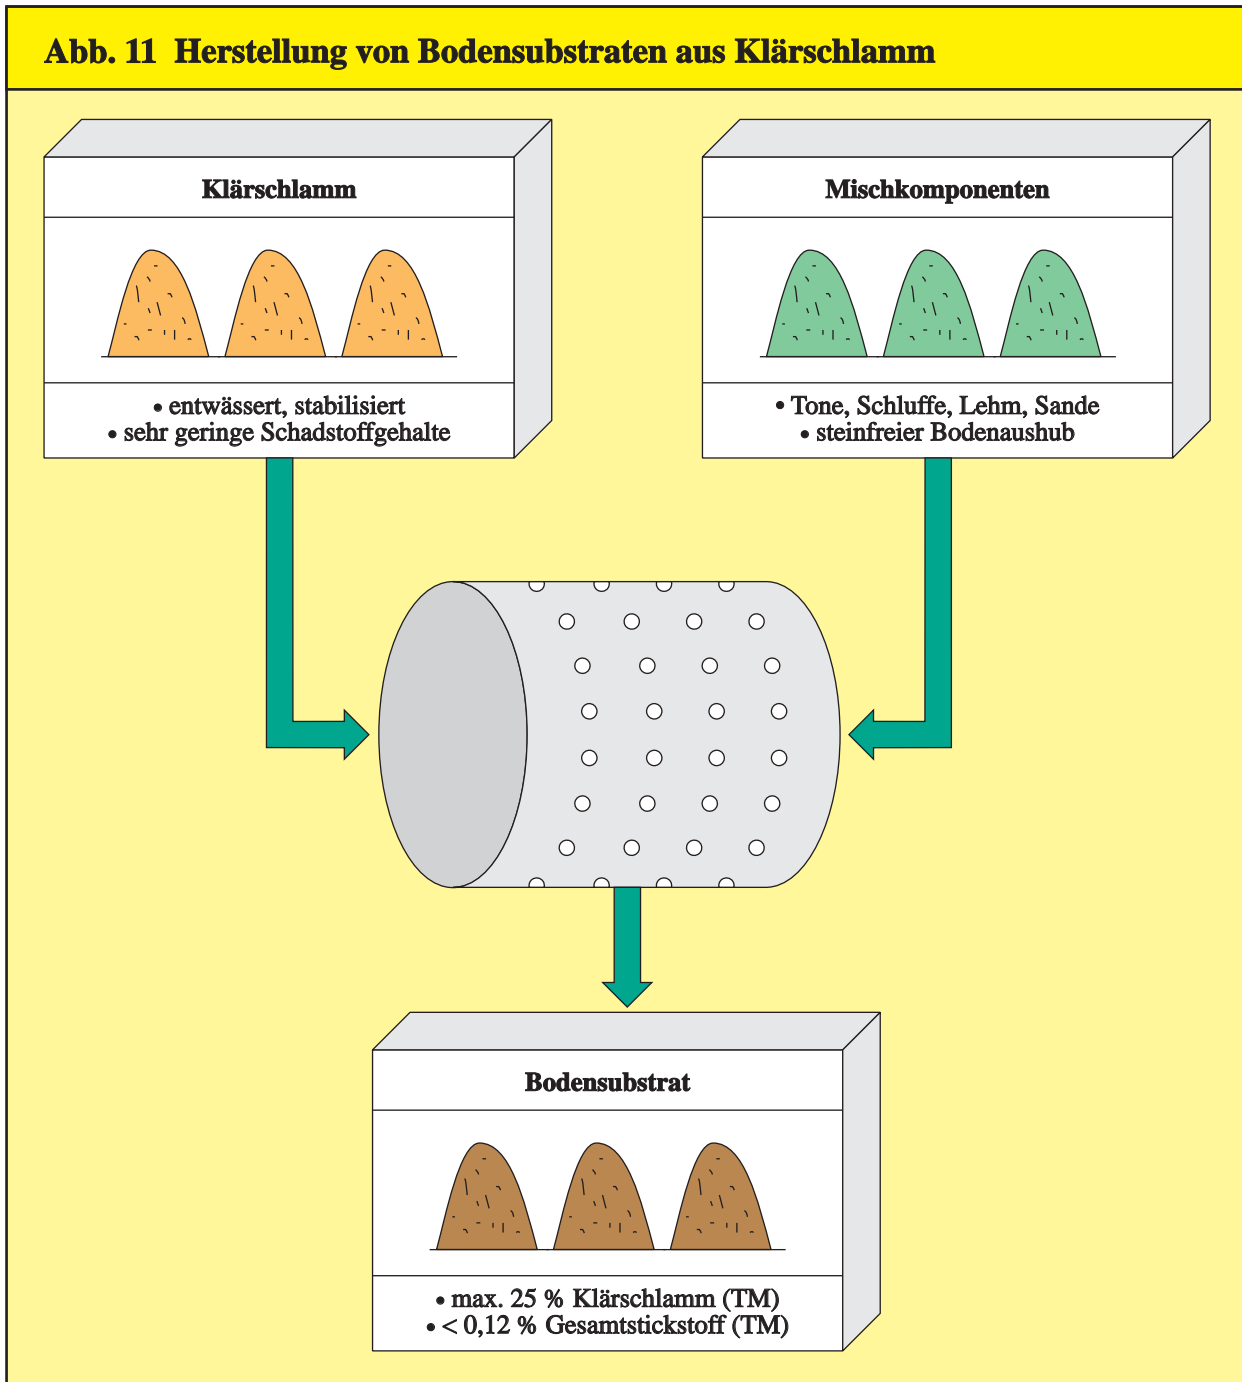 Abb. 11 Herstellung von Bodensubstraten aus Klärschlamm
Klärschlamm
• entwässert, stabilisiert
• sehr geringe Schadstoffgehalte
Mischkomponenten
• Tone, Schluffe, Lehm, Sande
• steinfreier Bodenaushub
Bodensubstrat
• max. 25 % Klärschlamm (TM)
• < 0,12 % Gesamtstickstoff (TM)